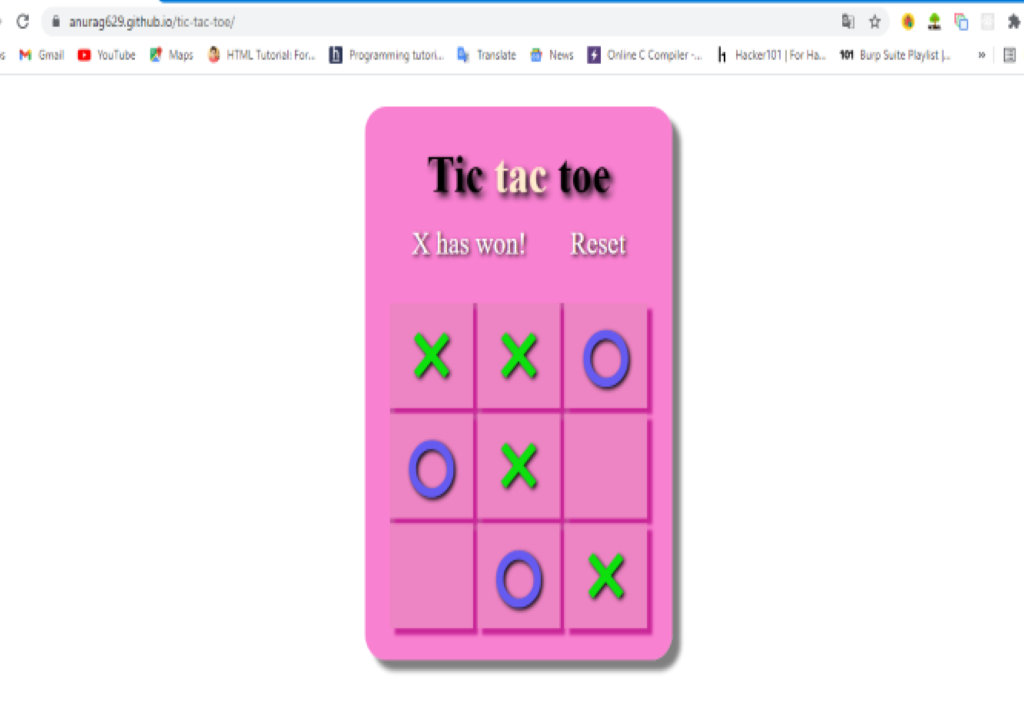 anurag629.github.io/tic-tac-toe/
Gmail YouTube Maps HTML Tutorial: For... Programming tutori... Translate News Online C Compiler -... Hacker101 | For Ha... 101 Burp Suite Playlist |... »
Tic tac toe
X has won! Reset
X X O
O X
O X